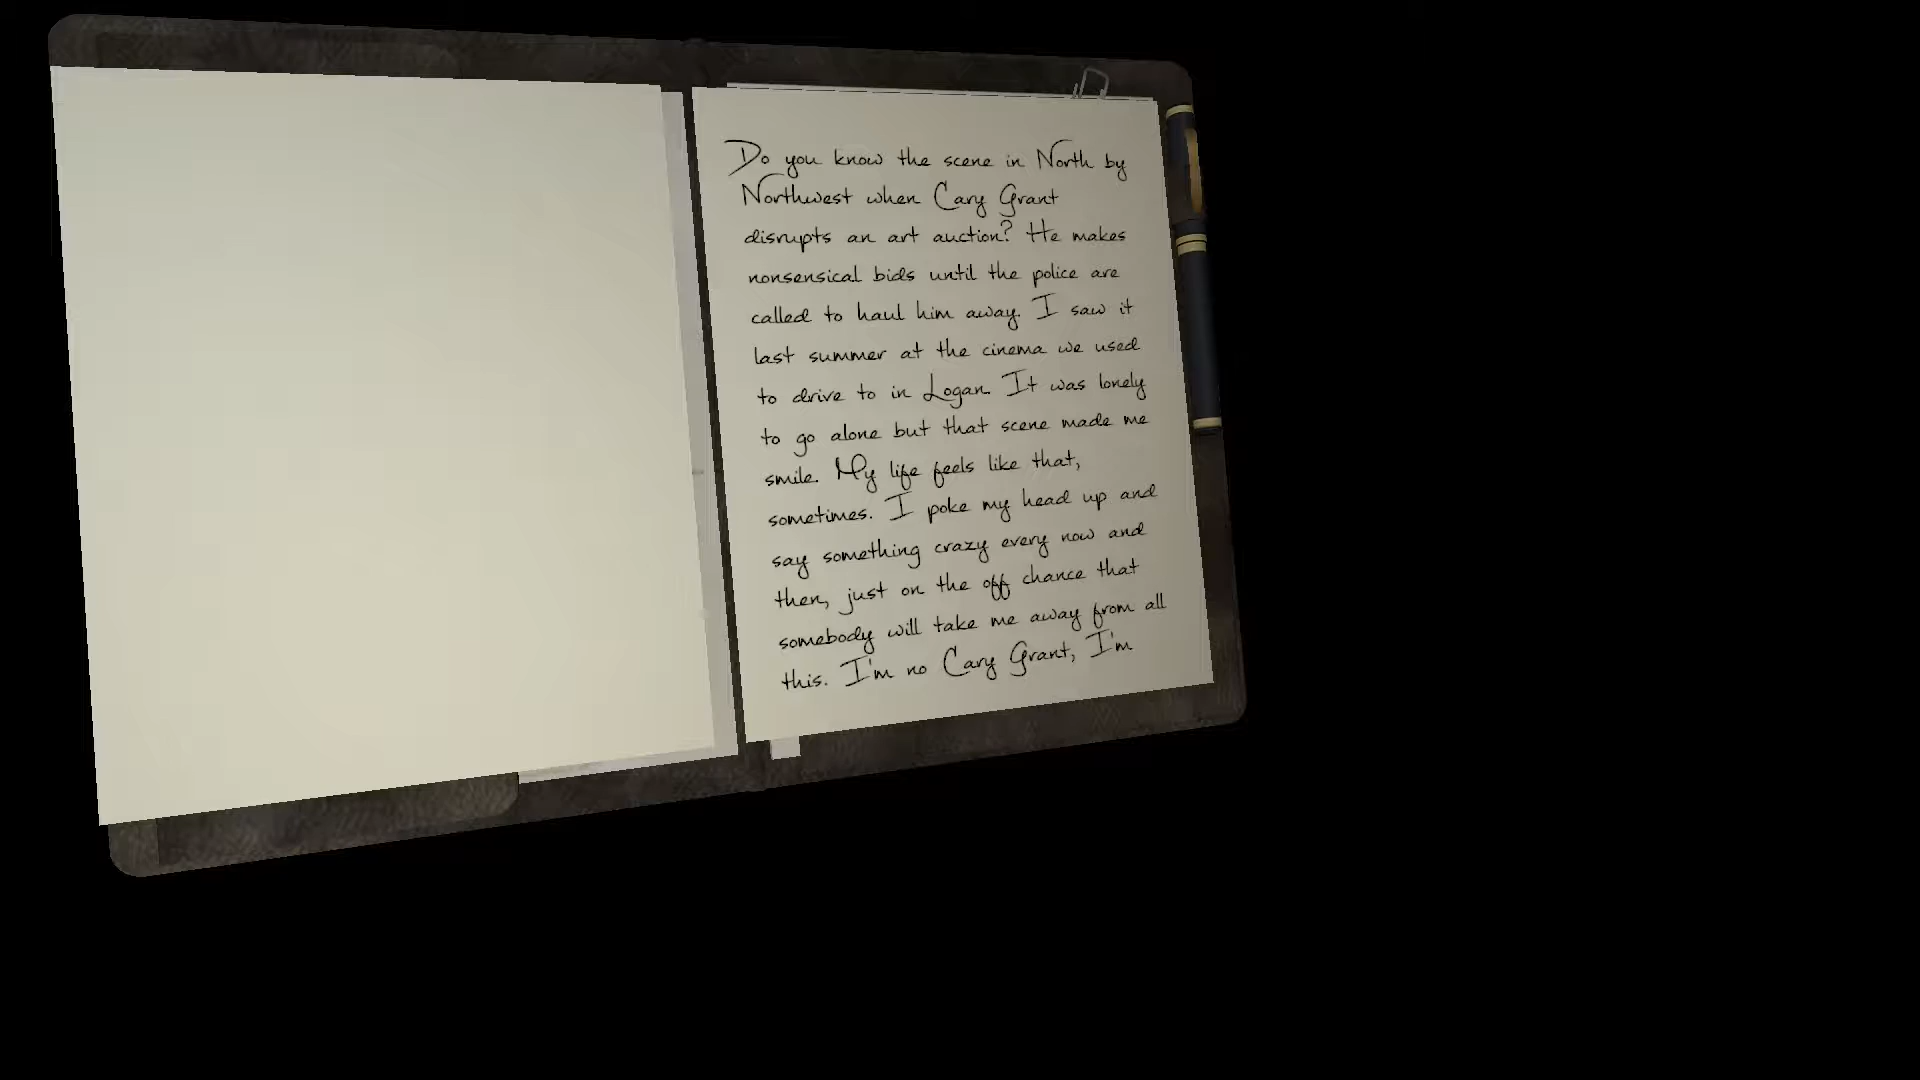 Do you know the scene in North by
Northwest when Cary Grant
disrupts an art auction? He makes
nonsensical bids until the police are
called to haul him away. I saw it
last summer at the cinema we used
to drive to in Logan. It was lonely
to go alone but that scene made me
smile. My life feels like that,
sometimes. I poke my head up and
say something crazy every now and
then, just on the off chance that
somebody will take me away from all
this. I'm no Cary Grant, I'm